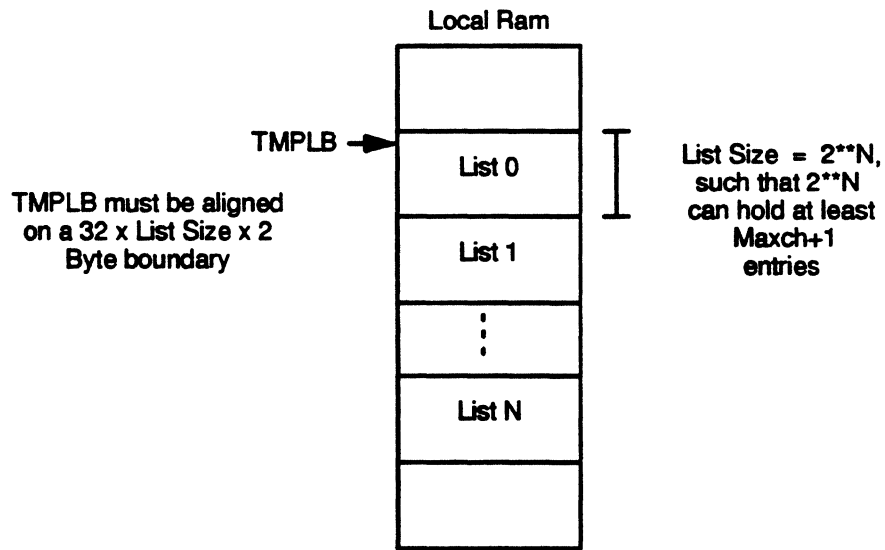 Local Ram
TMPLB
List 0
List Size = 2**N,
such that 2**N
can hold at least
Maxch+1
entries
TMPLB must be aligned
on a 32 x List Size x 2
Byte boundary
List 1
List N